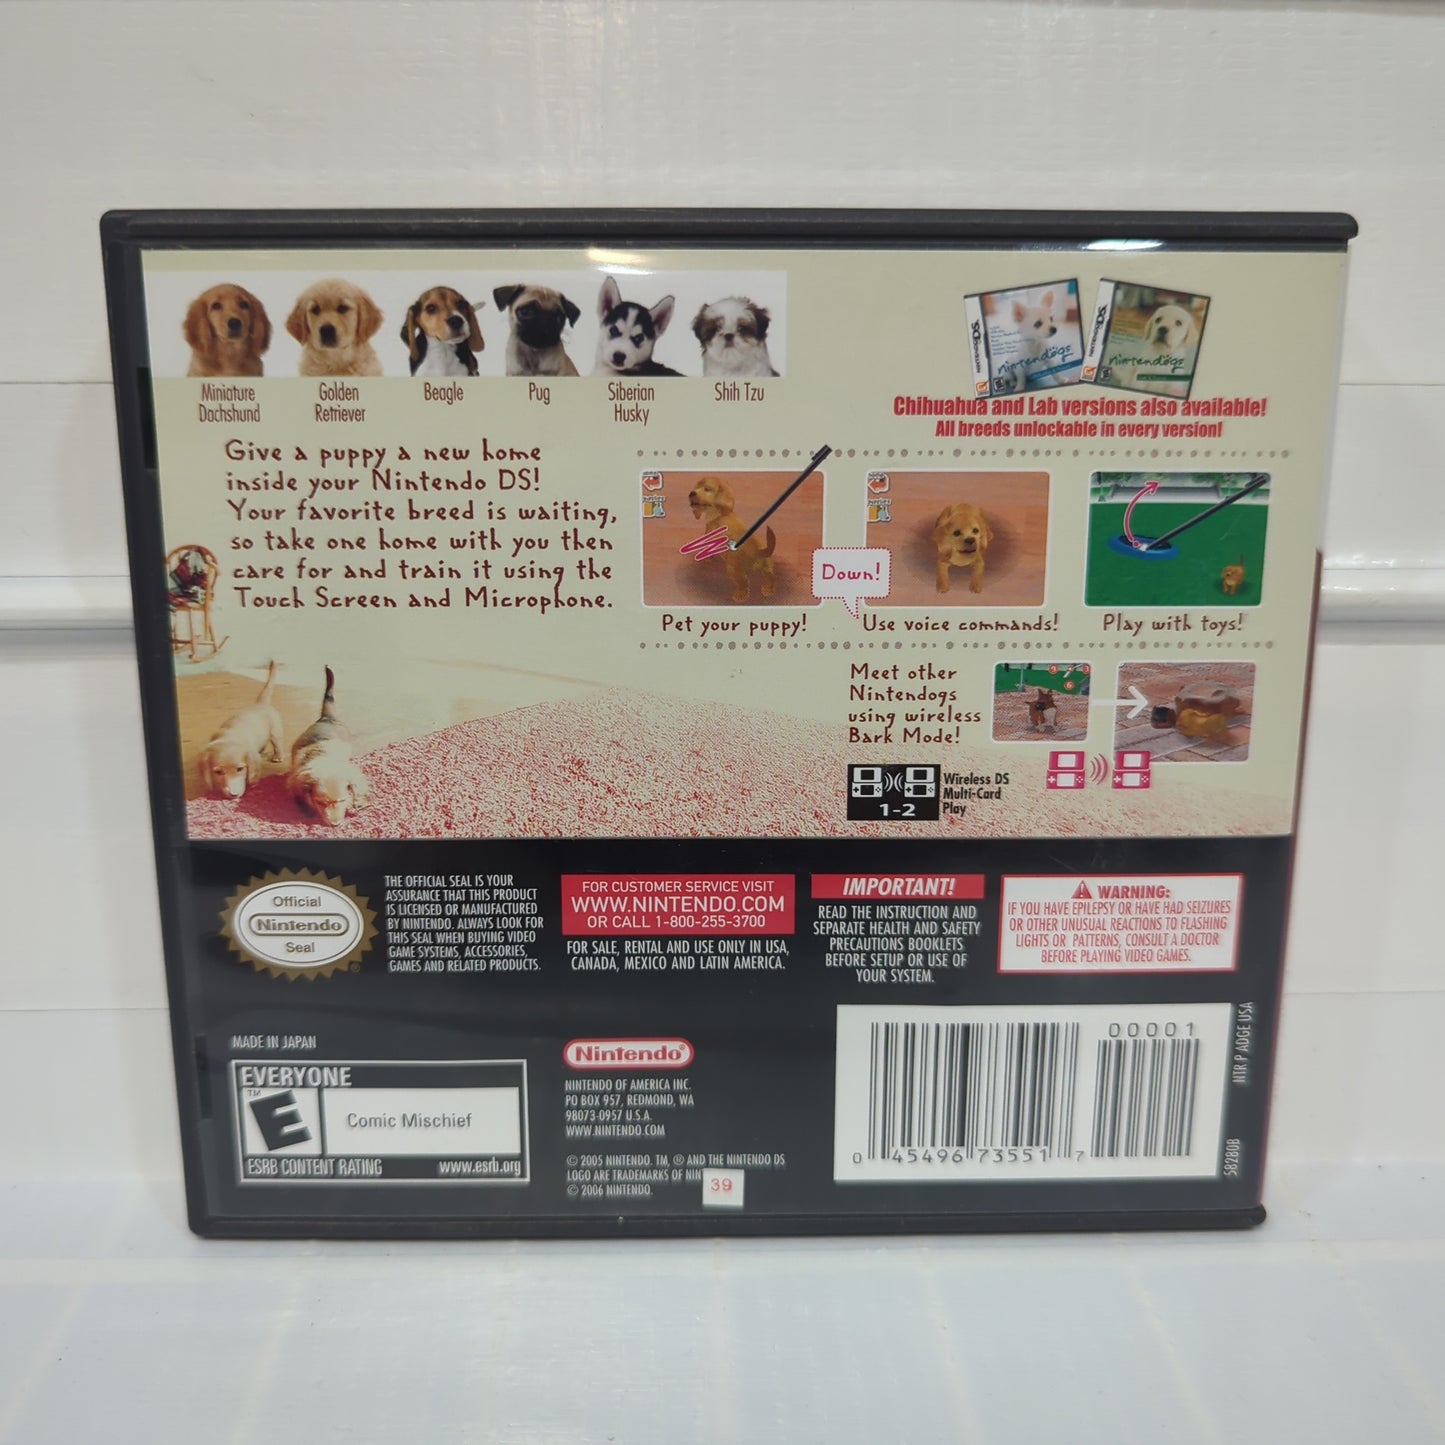 Miniature
Dachshund
Golden
Retriever
Beagle
Pug
Siberian
Husky
Shih Tzu
NINTENDO DS
nintendogs
NINTENDO DS
nintendogs
Chihuahua and Lab versions also available!
All breeds unlockable in every version!
Give a puppy a new home
inside your Nintendo DS!
Your favorite breed is waiting,
so take one home with you then
care for and train it using the
Touch Screen and Microphone.
Down!
Pet your puppy!
Use voice commands!
Play with toys!
Meet other
Nintendogs
using wireless
Bark Mode!
1-2
Wireless DS
Multi-Card
Play
Official
Nintendo
Seal
THE OFFICIAL SEAL IS YOUR
ASSURANCE THAT THIS PRODUCT
IS LICENSED OR MANUFACTURED
BY NINTENDO. ALWAYS LOOK FOR
THIS SEAL WHEN BUYING VIDEO
GAME SYSTEMS, ACCESSORIES,
GAMES AND RELATED PRODUCTS.
FOR CUSTOMER SERVICE VISIT
WWW.NINTENDO.COM
OR CALL 1-800-255-3700
FOR SALE, RENTAL AND USE ONLY IN USA,
CANADA, MEXICO AND LATIN AMERICA.
IMPORTANT!
READ THE INSTRUCTION AND
SEPARATE HEALTH AND SAFETY
PRECAUTIONS BOOKLETS
BEFORE SETUP OR USE OF
YOUR SYSTEM.
WARNING:
IF YOU HAVE EPILEPSY OR HAVE HAD SEIZURES
OR OTHER UNUSUAL REACTIONS TO FLASHING
LIGHTS OR PATTERNS, CONSULT A DOCTOR
BEFORE PLAYING VIDEO GAMES.
MADE IN JAPAN
EVERYONE
TM
E
Comic Mischief
ESRB CONTENT RATING www.esrb.org
Nintendo®
NINTENDO OF AMERICA INC.
PO BOX 957, REDMOND, WA
98073-0957 U.S.A.
WWW.NINTENDO.COM
© 2005 NINTENDO. TM, ® AND THE NINTENDO DS
LOGO ARE TRADEMARKS OF NIN
© 2006 NINTENDO.
39
00001
0 45496 73551 7
NTR P ADGE USA
58280B